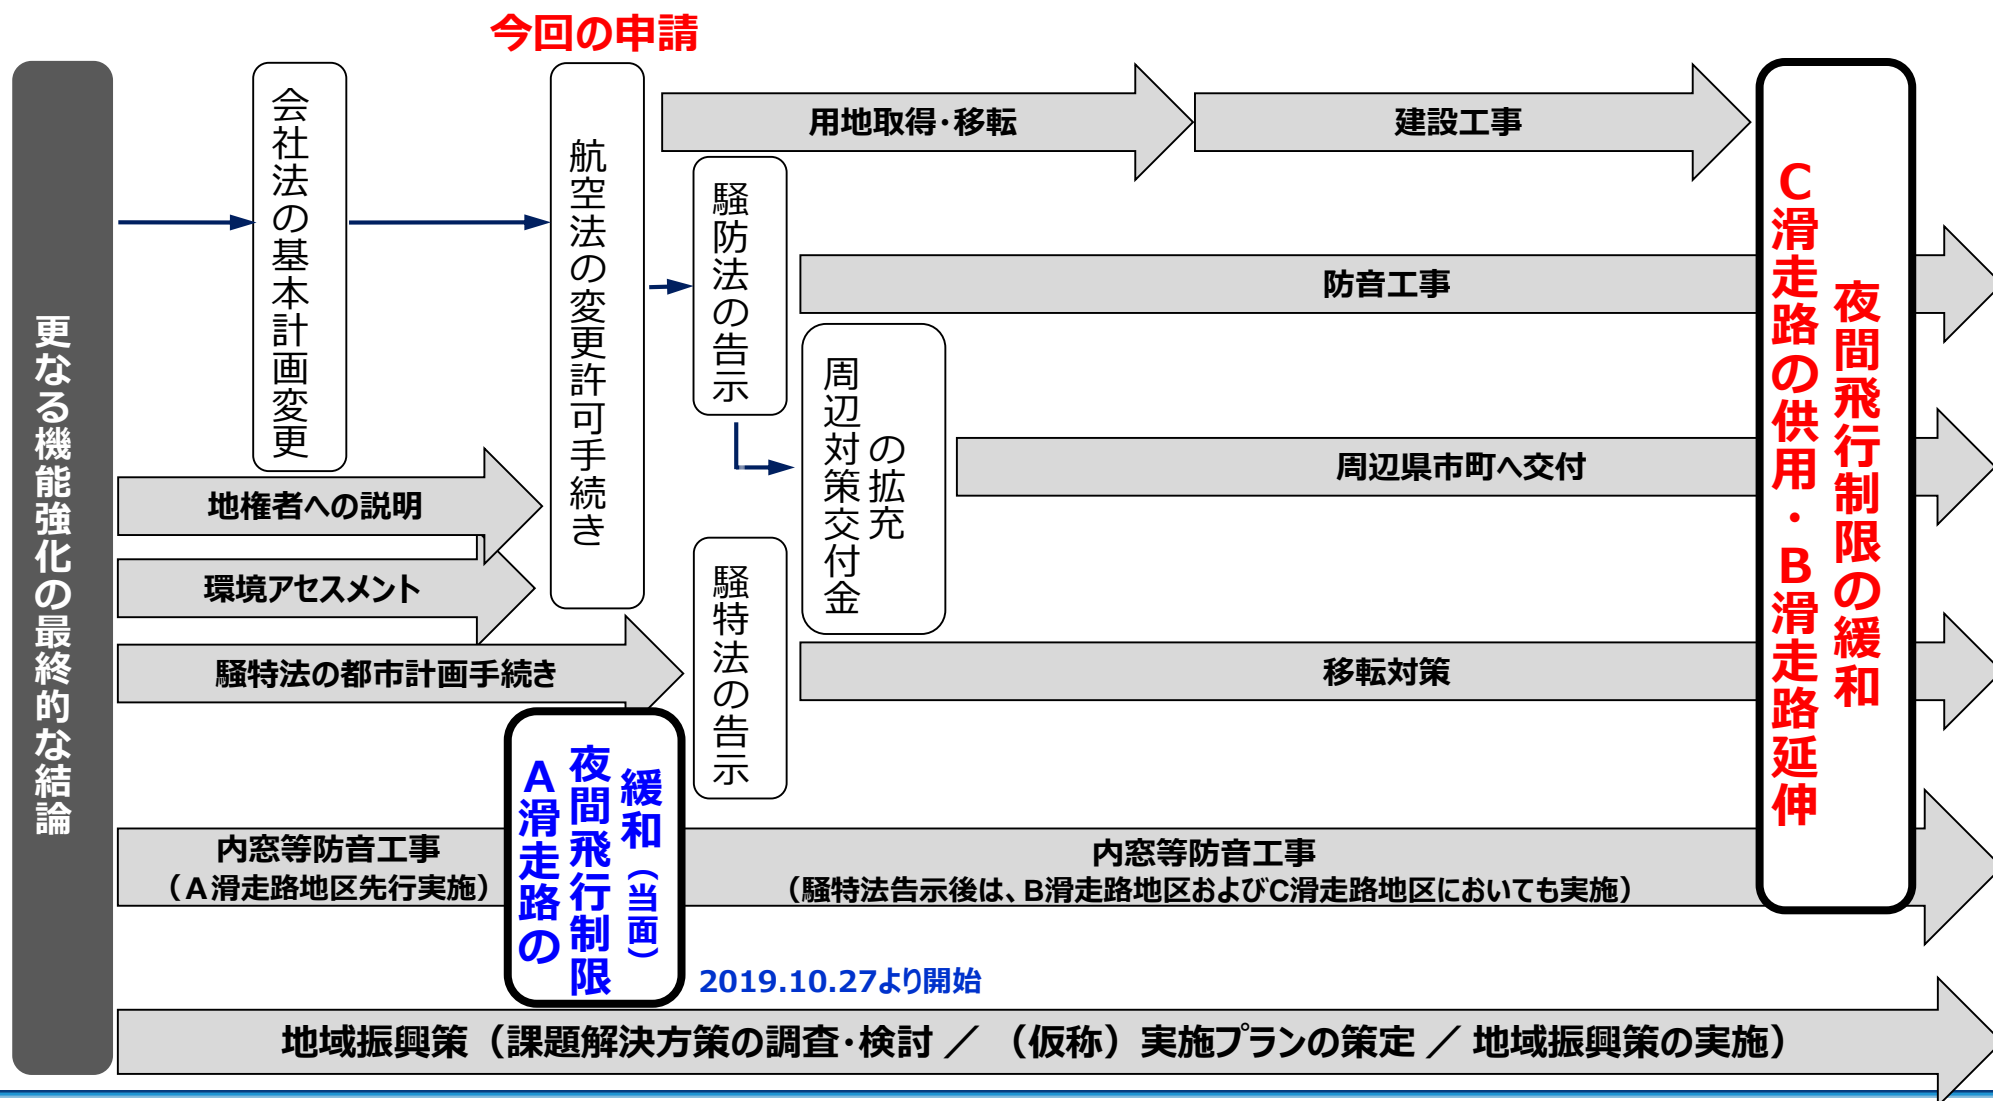 今回の申請
更なる機能強化の最終的な結論
会社法の基本計画変更
航空法の変更許可手続き
用地取得・移転
建設工事
騒防法の告示
防音工事
周辺対策交付金
の拡充
周辺県市町へ交付
地権者への説明
環境アセスメント
騒特法の都市計画手続き
騒特法の告示
移転対策
A滑走路の
夜間飛行制限
緩和（当面）
2019.10.27より開始
内窓等防音工事
（A滑走路地区先行実施）
内窓等防音工事
（騒特法告示後は、B滑走路地区およびC滑走路地区においても実施）
地域振興策（課題解決方策の調査・検討 ／ （仮称）実施プランの策定 ／ 地域振興策の実施）
C滑走路の供用・B滑走路延伸
夜間飛行制限の緩和